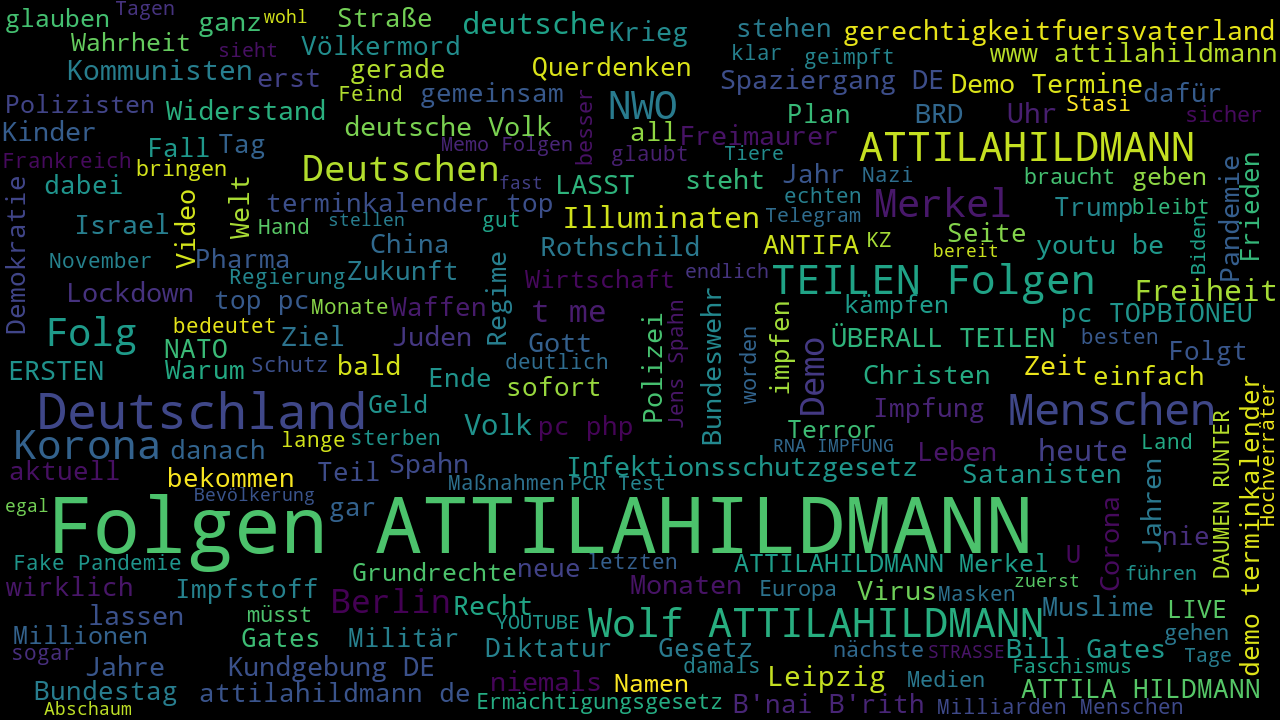 glauben
Tagen
ganz
wohl
Straße
deutsche
Krieg
stehen
gerechtigkeitfuersvaterland
Wahrheit
sieht
Völkermord
klar
geimpft
www attilahildmann
Kommunisten
erst
gerade
Querdenken
Spaziergang DE
Demo Termine
Polizisten
Widerstand
Feind
gemeinsam
besser
NWO
Plan
BRD
Uhr
Stasi
dafür
sicher
Kinder
Fall
Tag
deutsche Volk
Memo Folgen
all
Freimaurer
ATTILAHILDMANN
Frankreich
bringen
Deutschen
glaubt
Tiere
Pandemie
Frieden
dabei
Video
Welt
terminkalender top
fast
LASST
steht
Jahr
Nazi
braucht
geben
Demokratie
Israel
Hand
stellen
gut
Illuminaten
echten
Telegram
Merkel
Trump
bleibt
November
Pharma
China
Regime
Rothschild
ANTIFA
KZ
Seite
bereit
youtu be
Biden
Regierung
Zukunft
Wirtschaft
endlich
TEILEN Folgen
Freiheit
Lockdown
top pc
Monate
Waffen
t me
kämpfen
pc TOPBIONEU
Folg
bedeutet
Ziel
Juden
Gott
Polizei
Jens Spahn
Bundeswehr
worden
impfen
Demo
ÜBERALL TEILEN
besten
Folgt
NATO
Warum
Schutz
bald
deutlich
ERSTEN
Ende
sofort
Christen
Zeit
einfach
Deutschland
Geld
Volk
pc php
Terror
Impfung
Menschen
Hochverräter
Korona
danach
lange
sterben
RNA IMPFUNG
Leben
heute
Land
DAUMEN RUNTER
demo terminkalender
aktuell
bekommen
Teil
Spahn
Infektionsschutzgesetz
Satanisten
Jahren
Maßnahmen
PCR Test
egal
Bevölkerung
gar
Folgen ATTILAHILDMANN
Corona
nie
Fake Pandemie
Grundrechte
neue
letzten
ATTILAHILDMANN Merkel
U
führen
wirklich
Impfstoff
Monaten
Europa
Virus
Masken
zuerst
lassen
müsst
Berlin
Recht
YOUTUBE
Wolf ATTILAHILDMANN
Muslime
LIVE
Millionen
Gates
Militär
Diktatur
Gesetz
nächste
STRASSE
Bill Gates
gehen
sogar
Jahre
Kundgebung DE
damals
Faschismus
Tage
Bundestag
attilahildmann de
niemals
Namen
Leipzig
Medien
ATTILA HILDMANN
Abschaum
Ermächtigungsgesetz
B'nai B'rith
Milliarden Menschen